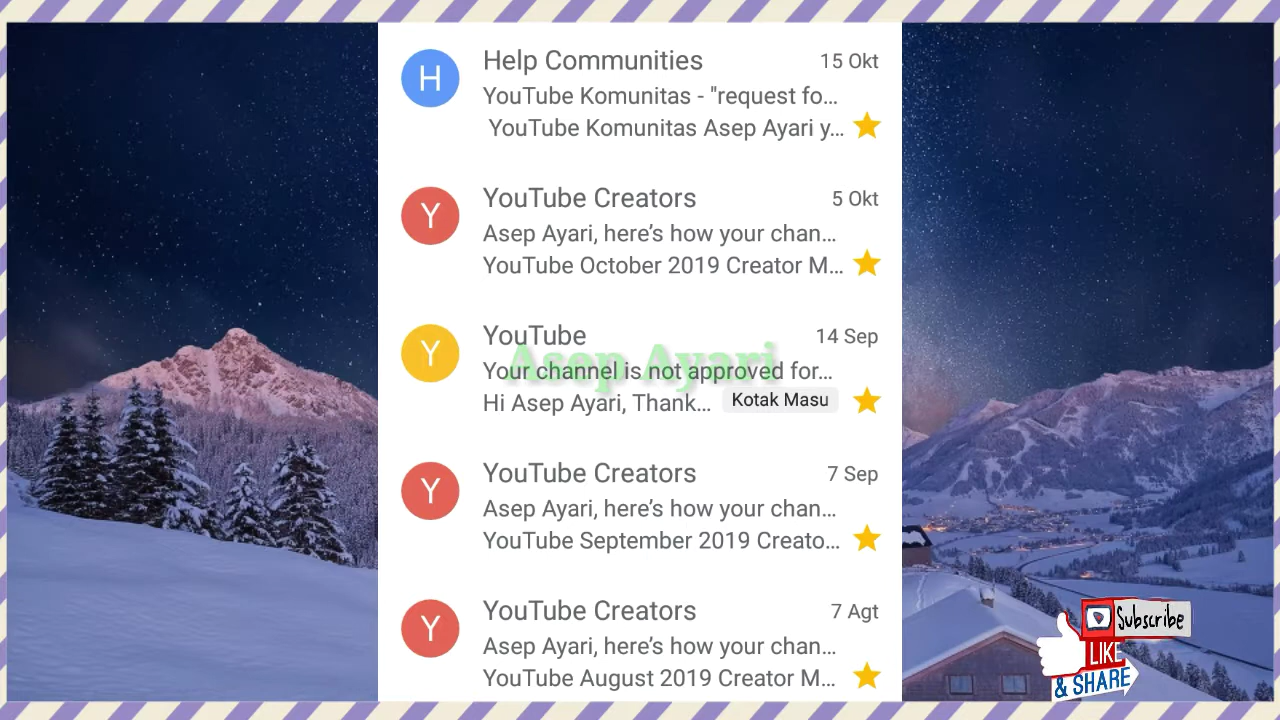 H
Help Communities
15 Okt
YouTube Komunitas - "request fo...
YouTube Komunitas Asep Ayari y...
Y
YouTube Creators
5 Okt
Asep Ayari, here’s how your chan...
YouTube October 2019 Creator M...
Y
YouTube
14 Sep
Asep Ayari
Your channel is not approved for...
Hi Asep Ayari, Thank...
Kotak Masu
Y
YouTube Creators
7 Sep
Asep Ayari, here’s how your chan...
YouTube September 2019 Creato...
Y
YouTube Creators
7 Agt
Asep Ayari, here’s how your chan...
YouTube August 2019 Creator M...
Subscribe
LIKE
& SHARE